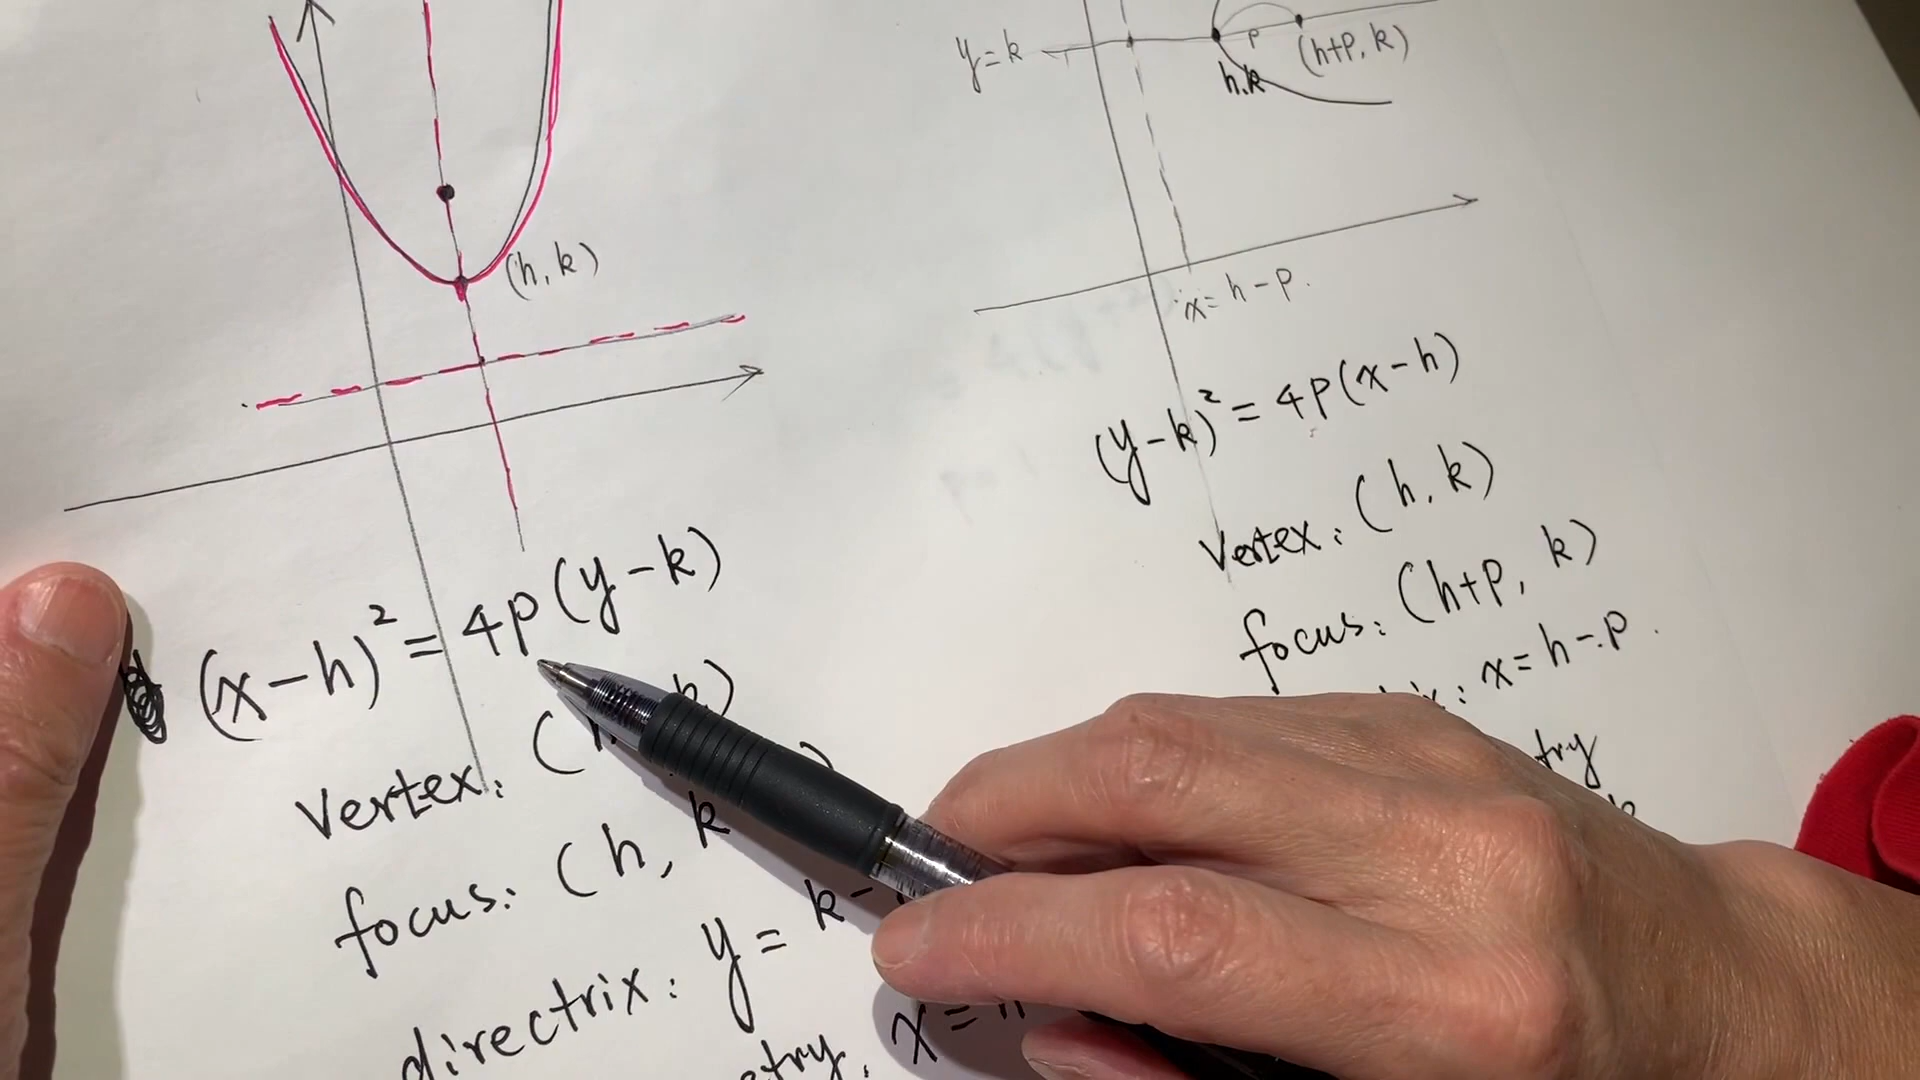 (h, k)
(x-h)² = 4p(y-k)
Vertex: (h, k)
focus: (h, k
directrix: y = k-
x =
y = k
p
(h+p, k)
h.k
x = h - p.
(y-k)² = 4p(x-h)
Vertex: (h, k)
focus: (h+p, k)
x = h - p.